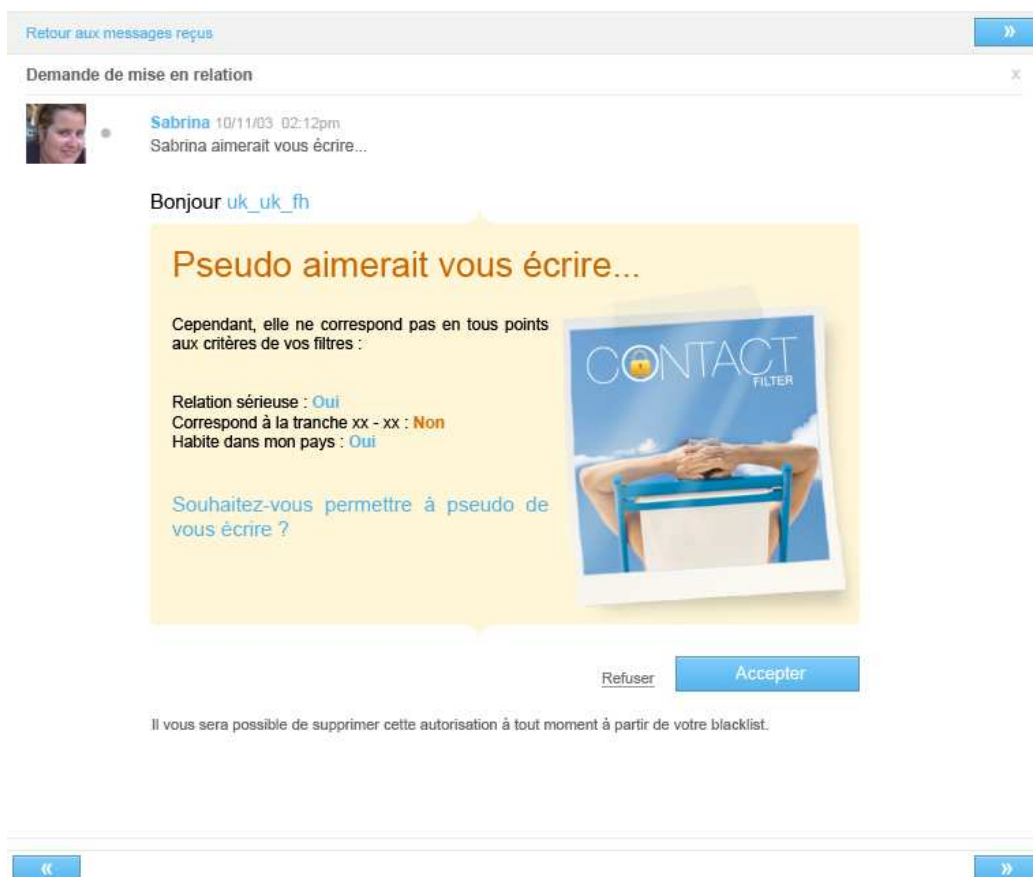 Retour aux messages reçus
»
Demande de mise en relation
x
Sabrina 10/11/03 02:12pm
Sabrina aimerait vous écrire...
Bonjour uk_uk_fh
Pseudo aimerait vous écrire...
Cependant, elle ne correspond pas en tous points
aux critères de vos filtres :
CONTACT
FILTER
Relation sérieuse : Oui
Correspond à la tranche xx - xx : Non
Habite dans mon pays : Oui
Souhaitez-vous permettre à pseudo de
vous écrire ?
Refuser
Accepter
Il vous sera possible de supprimer cette autorisation à tout moment à partir de votre blacklist.
«
»